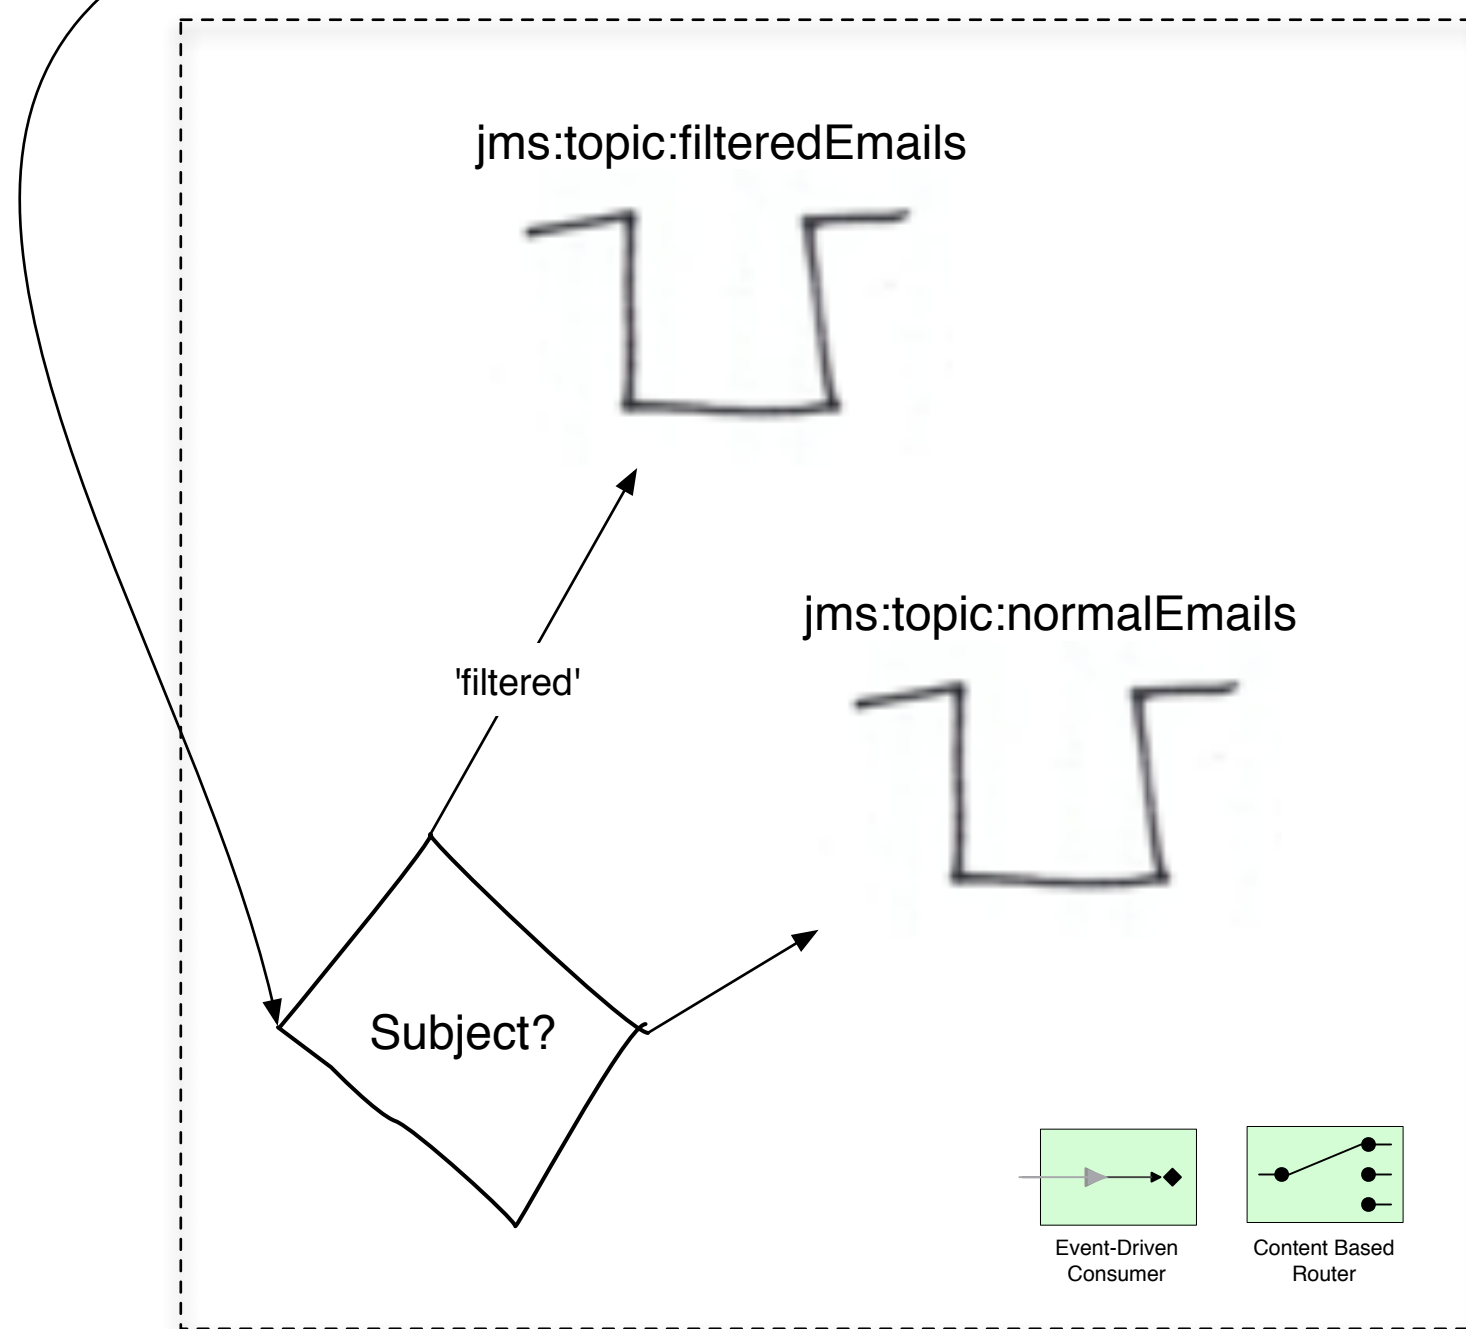 jms:topic:filteredEmails
jms:topic:normalEmails
'filtered'
Subject?
Event-Driven
Consumer
Content Based
Router